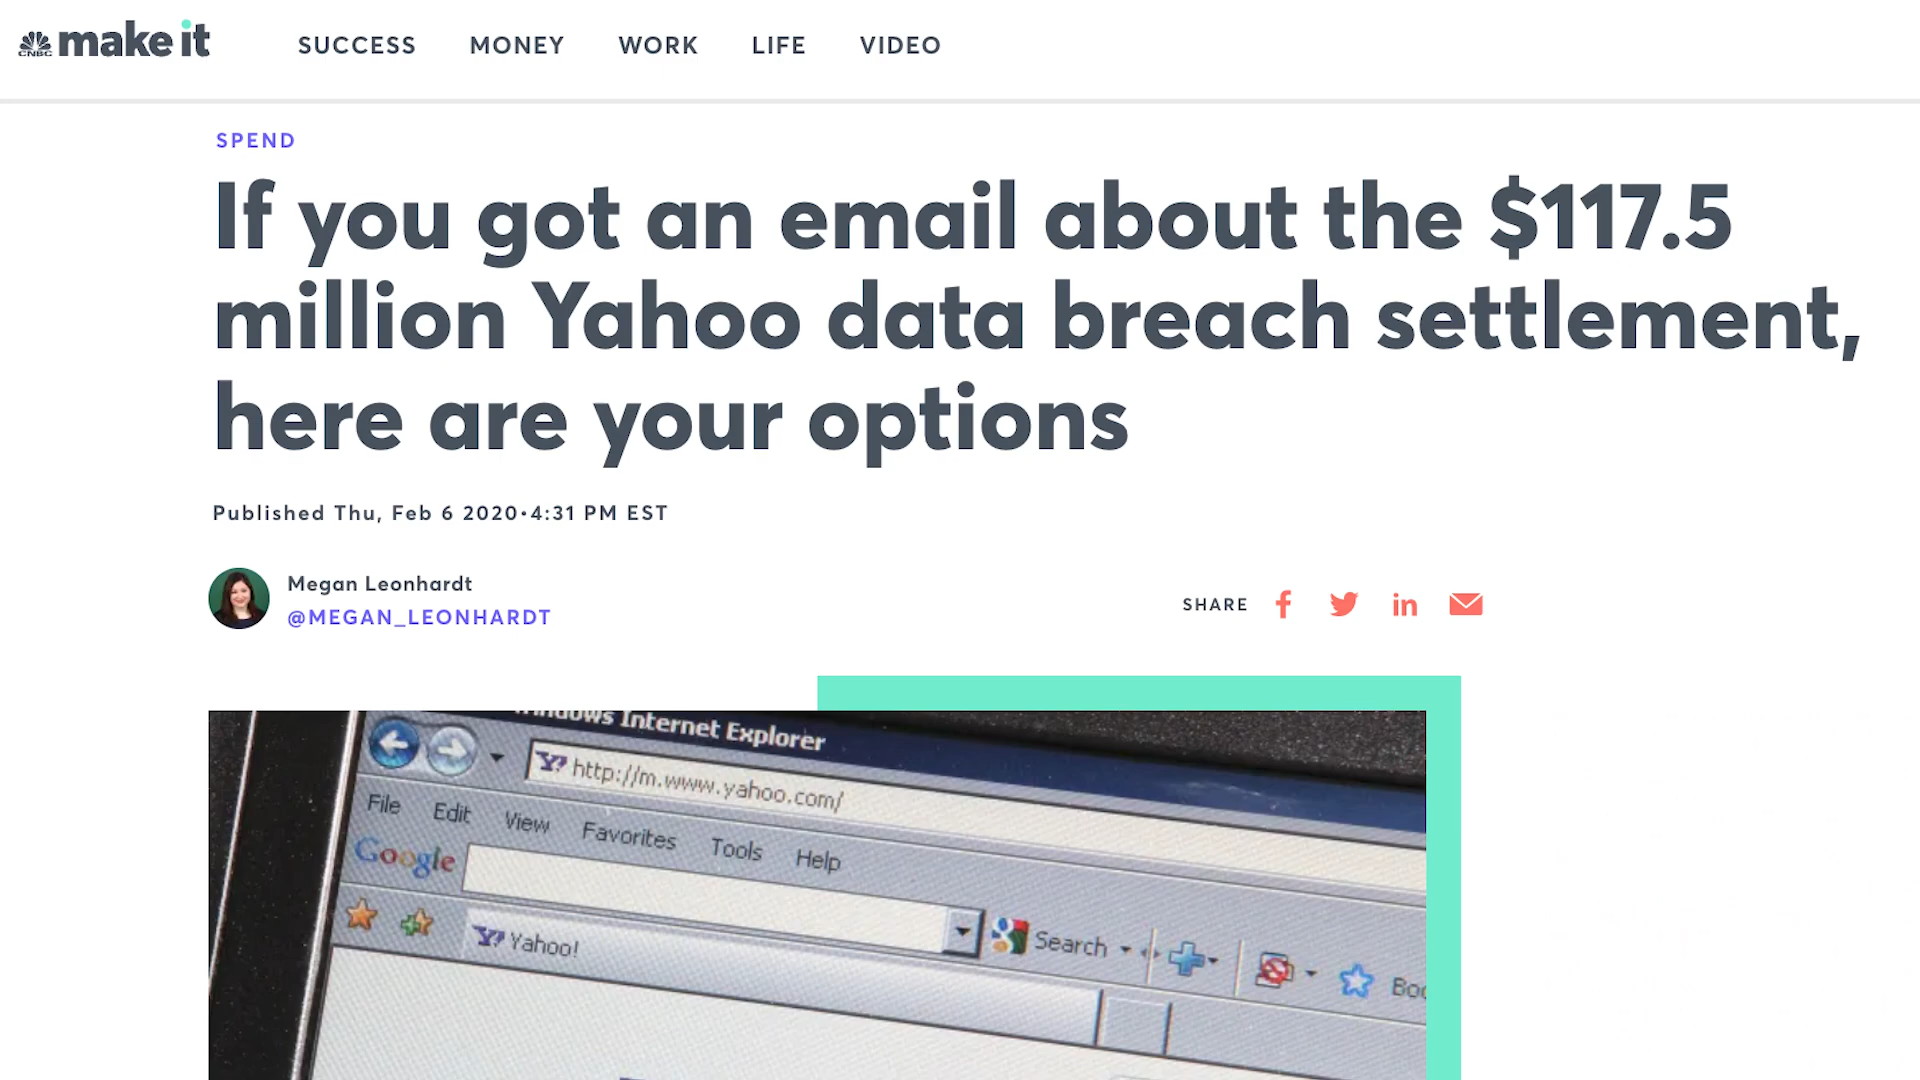 CNBC make it
SUCCESS MONEY WORK LIFE VIDEO
SPEND
If you got an email about the $117.5
million Yahoo data breach settlement,
here are your options
Published Thu, Feb 6 2020•4:31 PM EST
Megan Leonhardt
@MEGAN_LEONHARDT
SHARE
Windows Internet Explorer
Y! http://m.www.yahoo.com/
File Edit View Favorites Tools Help
Google
Search
Y! Yahoo!